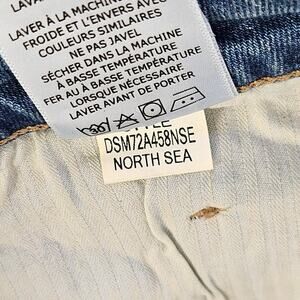 LAVER À LA MACHINE
FROIDE ET L'ENVERS AVEC
COULEURS SIMILAIRES
NE PAS JAVEL
SÉCHER DANS LA MACHINE
À BASSE TEMPÉRATURE
FER AU À BASSE TEMPÉRATURE
LORSQUE NÉCESSAIRE
LAVER AVANT DE PORTER
DSM72A458NSE
NORTH SEA